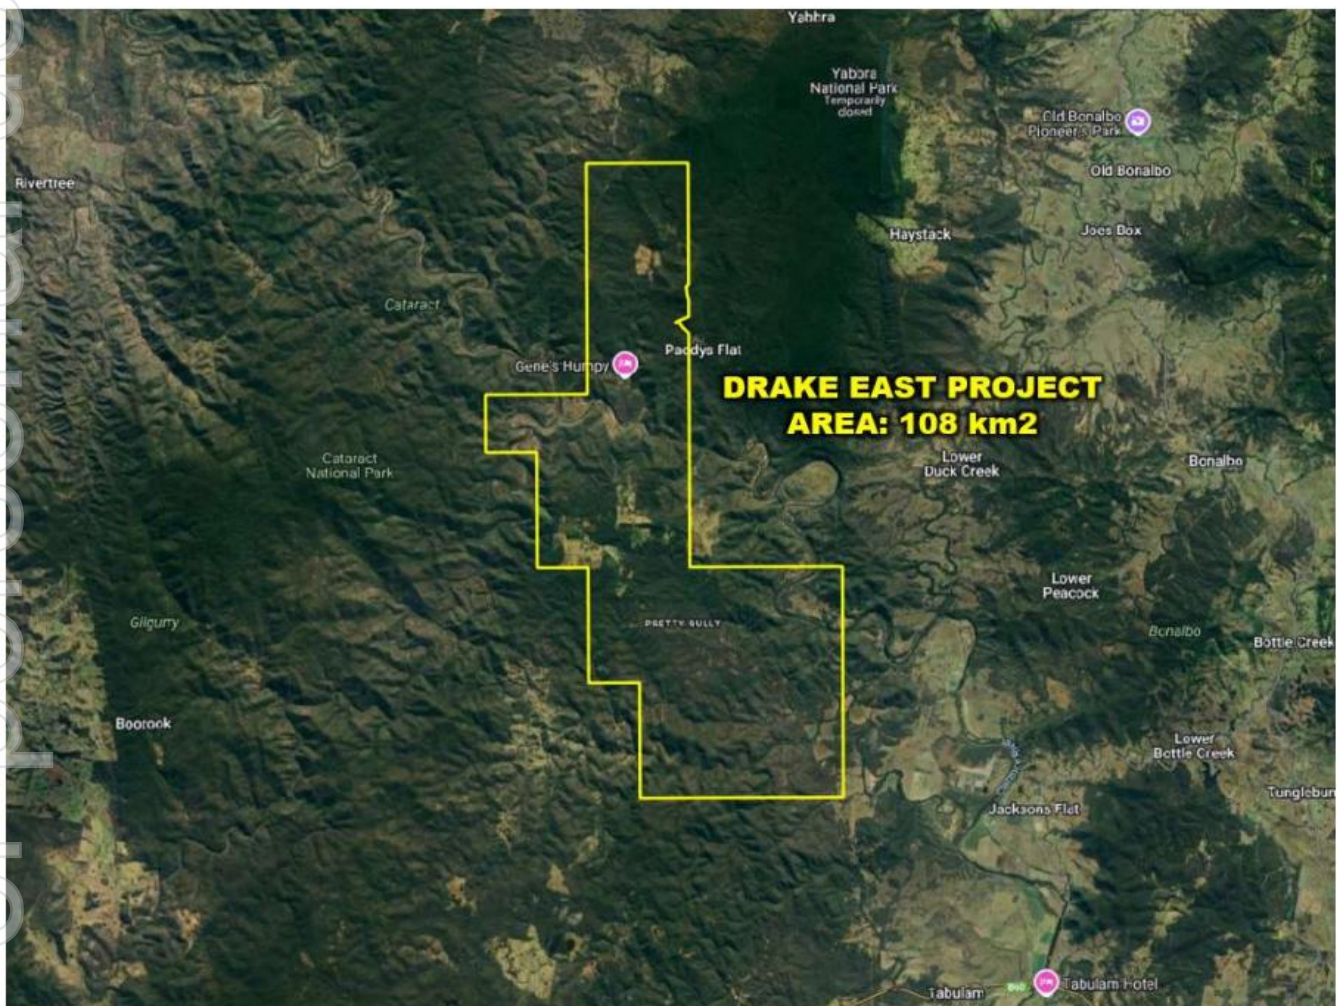 Yabbra
Yabbra
National Park
Temporarily
closed
Old Bonalbo
Pioneer's Park
Old Bonalbo
Rivertree
Haystack
Joes Box
Cataract
Paddys Flat
Gene's Humpy
DRAKE EAST PROJECT
AREA: 108 km2
Cataract
National Park
Lower
Duck Creek
Bonalbo
Lower
Peacock
Gilgurry
PRETTY GULLY
Bonalbo
Bottle Creek
Boorook
Lower
Bottle Creek
Jacksons Flat
Tunglebun
Tabulam
B60
Tabulam Hotel